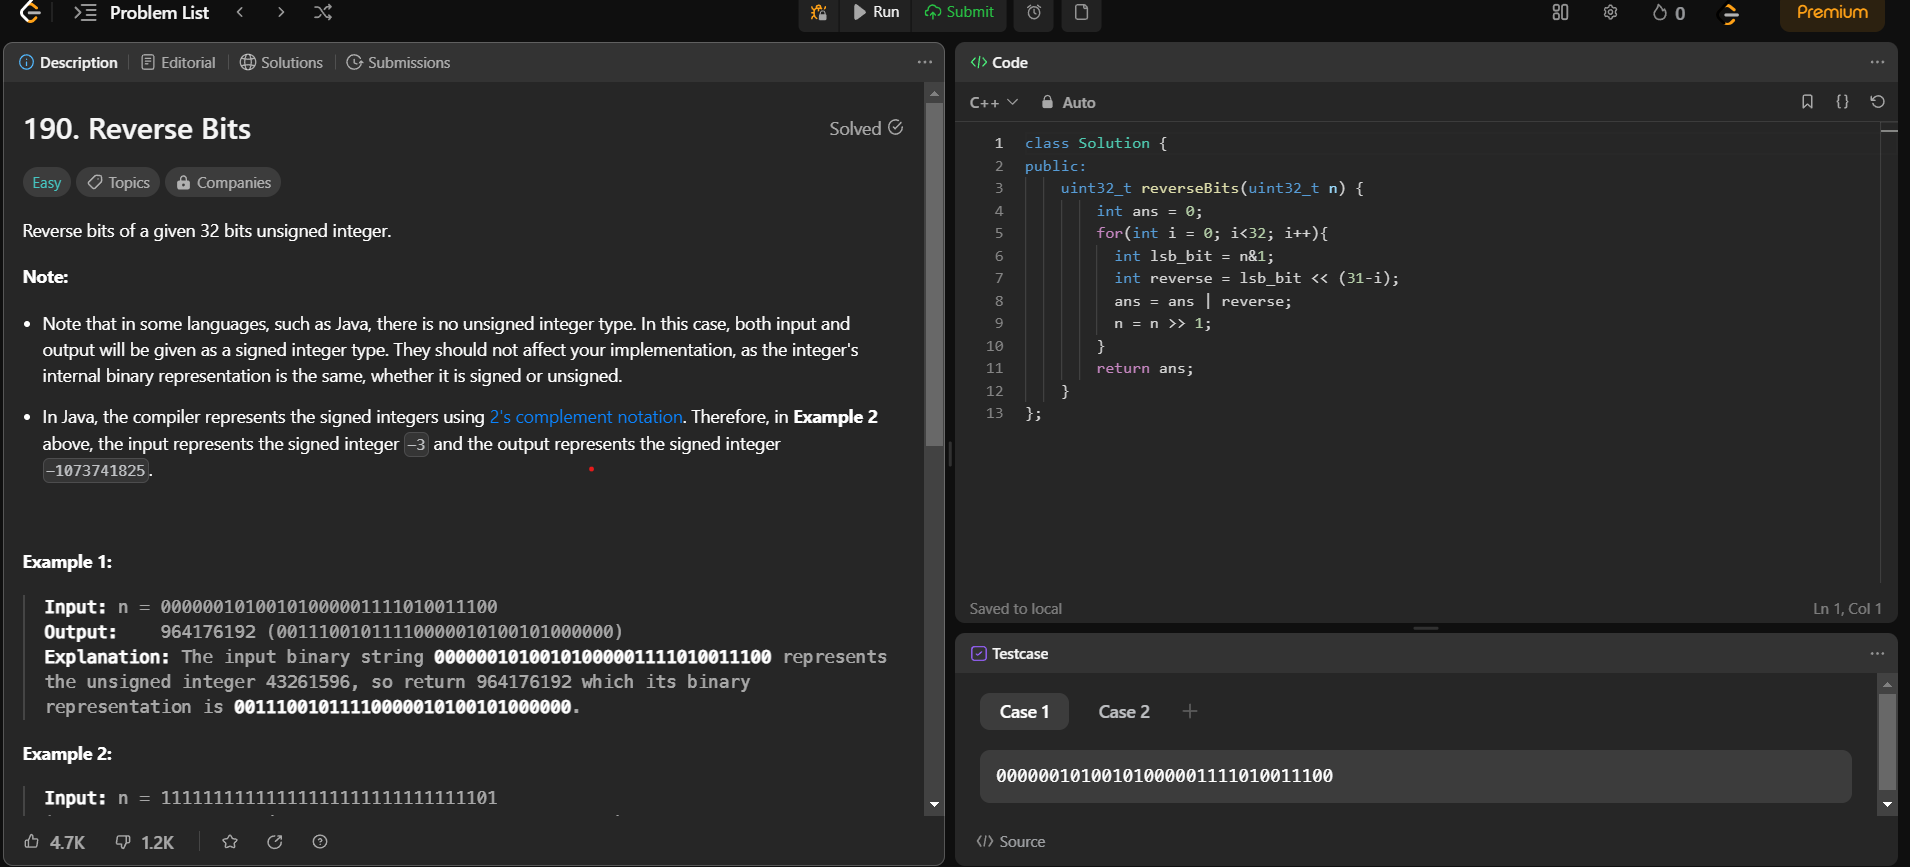 Problem List
Run
Submit
0
Premium
Description
Editorial
Solutions
Submissions
190. Reverse Bits
Solved
Easy
Topics
Companies
Reverse bits of a given 32 bits unsigned integer.
Note:
• Note that in some languages, such as Java, there is no unsigned integer type. In this case, both input and
output will be given as a signed integer type. They should not affect your implementation, as the integer's
internal binary representation is the same, whether it is signed or unsigned.
• In Java, the compiler represents the signed integers using 2's complement notation. Therefore, in Example 2
above, the input represents the signed integer -3 and the output represents the signed integer
-1073741825.
Example 1:
Input: n = 00000010100101000001111010011100
Output:    964176192 (00111001011110000010100101000000)
Explanation: The input binary string 00000010100101000001111010011100 represents
the unsigned integer 43261596, so return 964176192 which its binary
representation is 00111001011110000010100101000000.
Example 2:
Input: n = 11111111111111111111111111111101
4.7K
1.2K
</> Code
C++
Auto
1 class Solution {
2 public:
3     uint32_t reverseBits(uint32_t n) {
4         int ans = 0;
5         for(int i = 0; i<32; i++){
6           int lsb_bit = n&1;
7           int reverse = lsb_bit << (31-i);
8           ans = ans | reverse;
9           n = n >> 1;
10         }
11         return ans;
12     }
13 };
Saved to local
Ln 1, Col 1
Testcase
Case 1
Case 2
+
00000010100101000001111010011100
</> Source